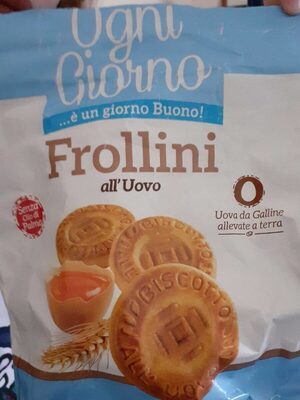 Ogni
Giorno
...è un giorno Buono!
Frollini
all'Uovo
Senza
Olio di
Palma
Uova da Galline
allevate a terra